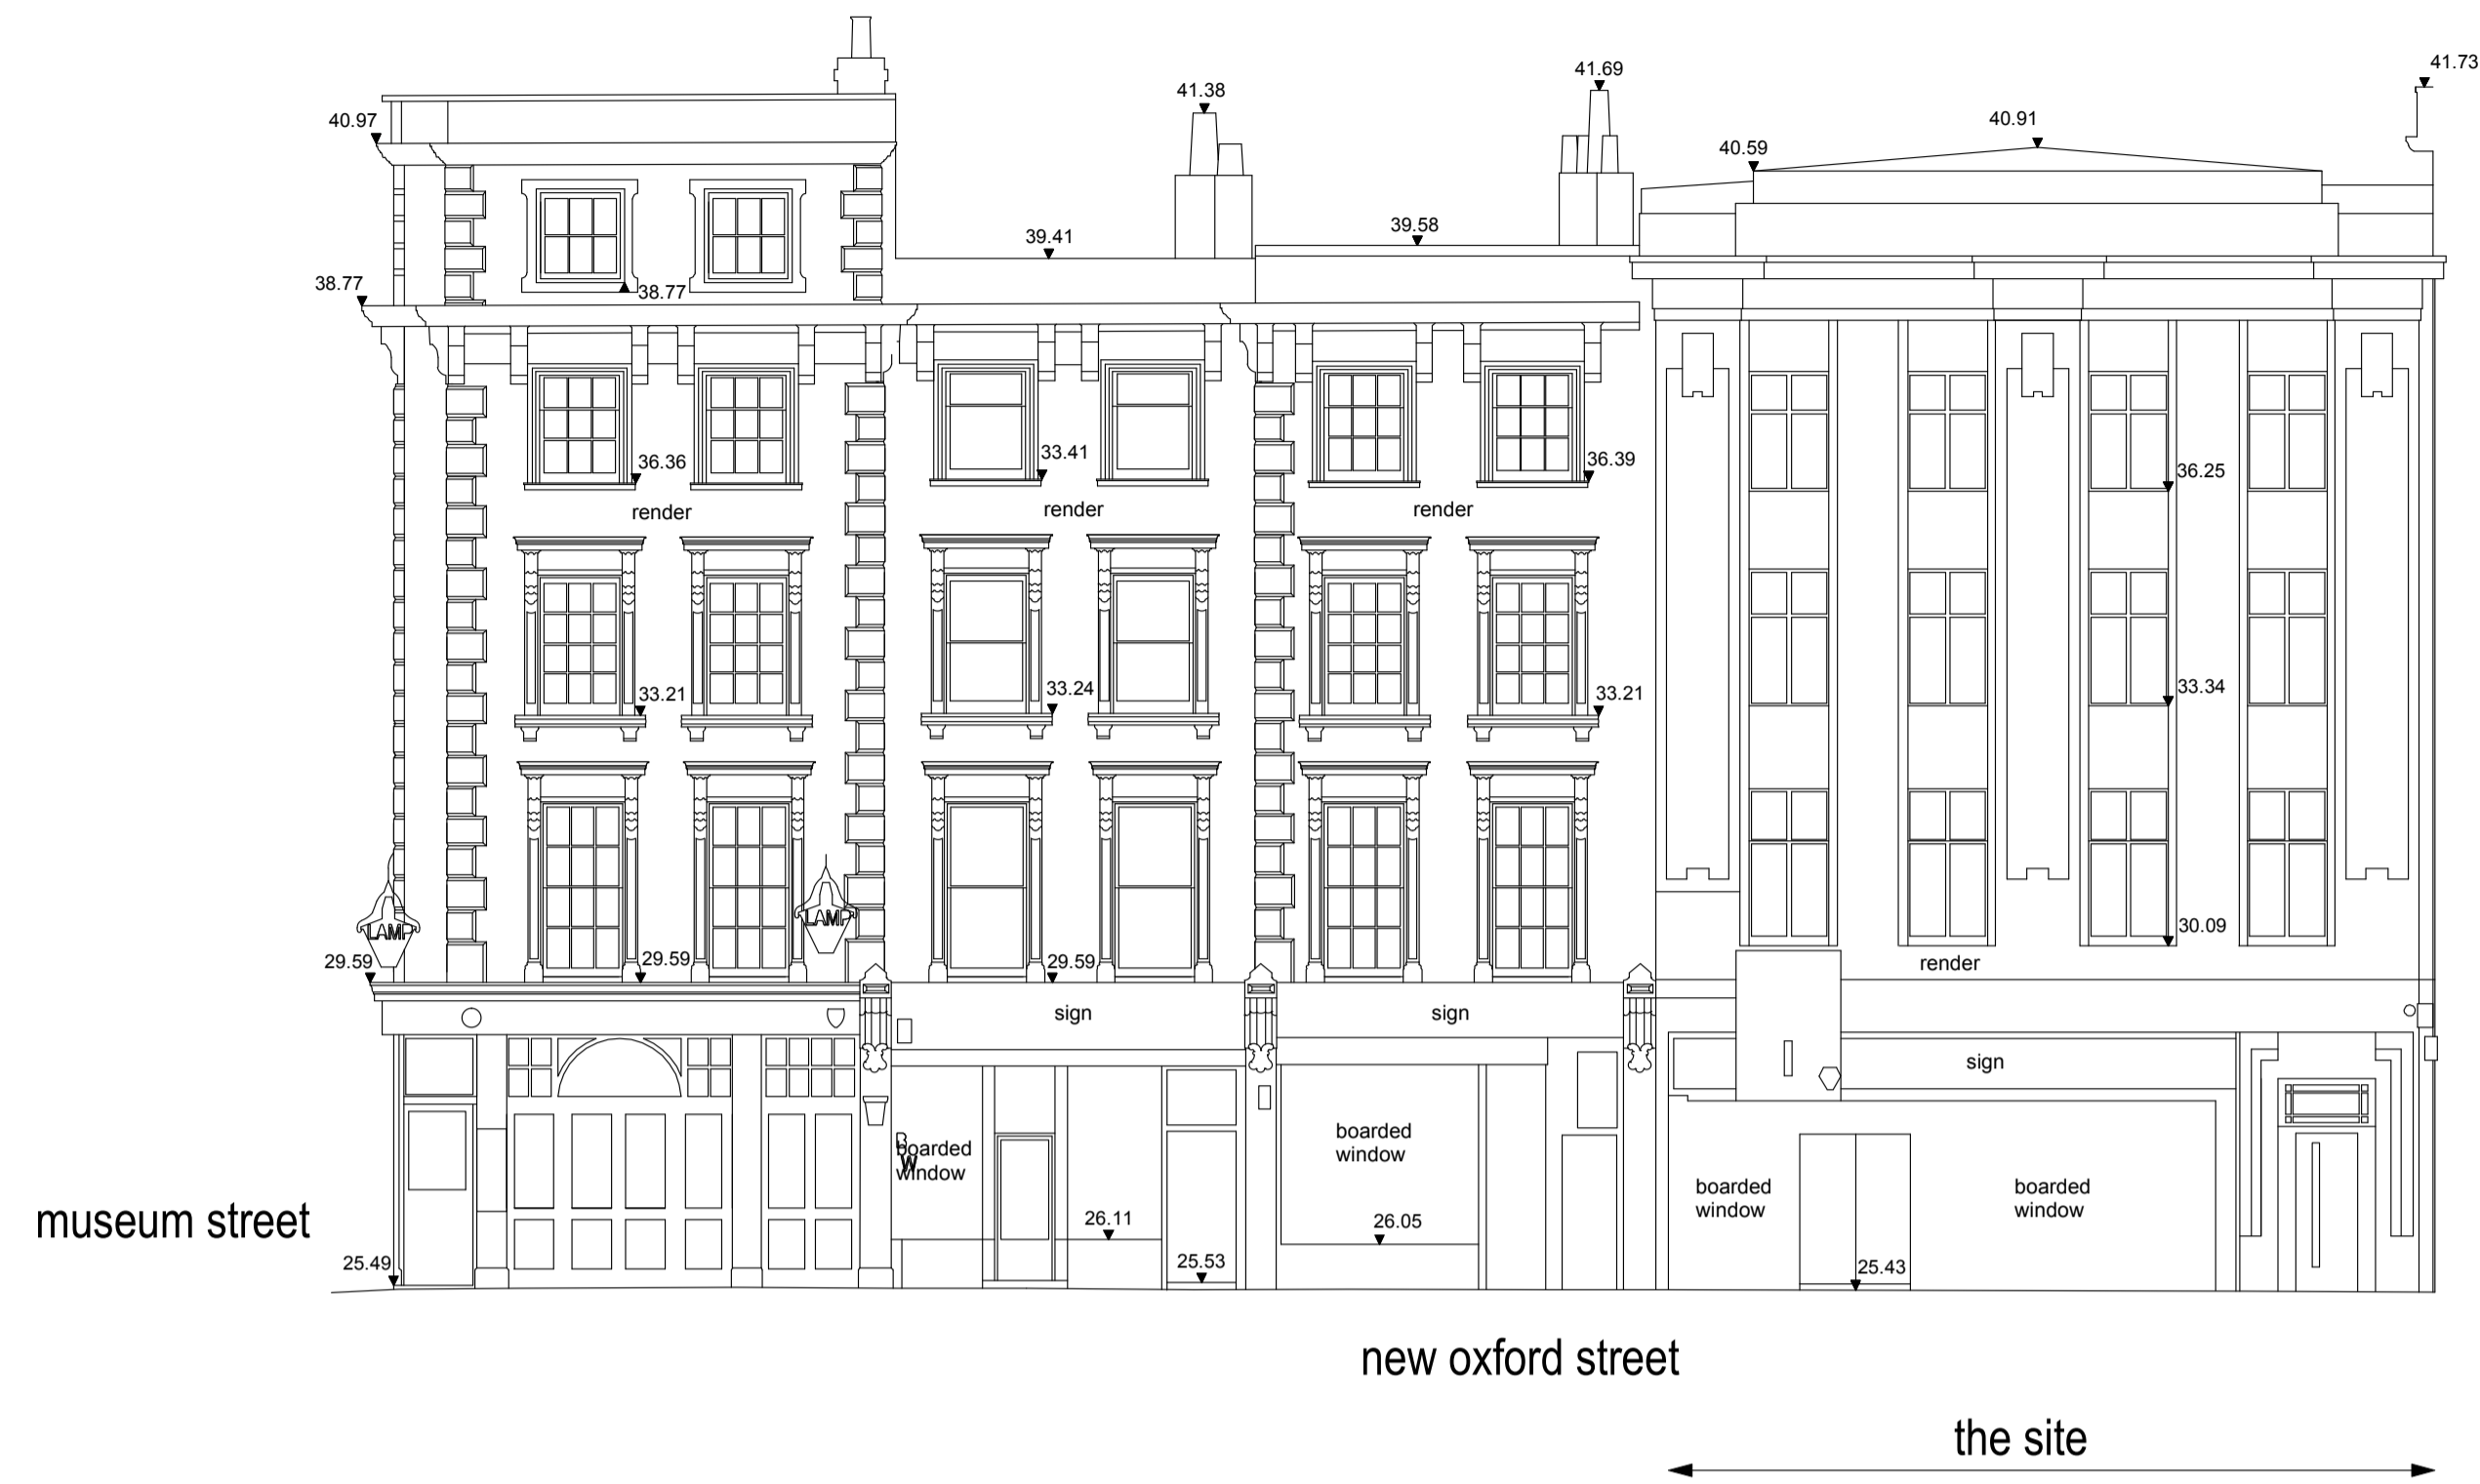 41.73
41.69
41.38
40.97
40.91
40.59
39.41
39.58
38.77
38.77
36.36
33.41
36.39
36.25
render
render
render
33.21
33.24
33.21
33.34
LAMP
LAMP
30.09
29.59
29.59
29.59
render
sign
sign
sign
B
W
boarded
window
boarded
window
boarded
window
boarded
window
museum street
26.11
26.05
25.49
25.53
25.43
new oxford street
the site